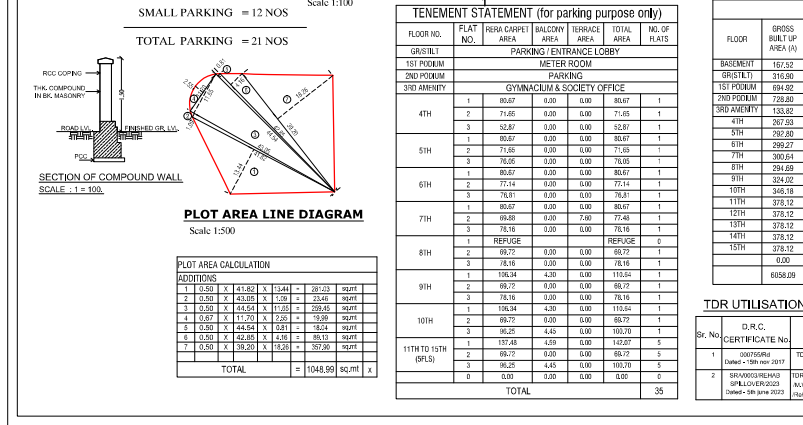 Scale 1:100
SMALL PARKING = 12 NOS
TOTAL PARKING = 21 NOS
RCC COPING
THK. COMPOUND
IN BK. MASONRY
ROAD LVL.
FINISHED GR. LVL.
PCC
SECTION OF COMPOUND WALL
SCALE : 1 = 100.
PLOT AREA LINE DIAGRAM
Scale 1:500
PLOT AREA CALCULATION
ADDITIONS
1 0.50 X 41.82 X 13.44 = 281.03 sq.mt
2 0.50 X 43.05 X 1.09 = 23.46 sq.mt
3 0.50 X 44.54 X 11.65 = 259.45 sq.mt
4 0.67 X 11.70 X 2.55 = 19.99 sq.mt
5 0.50 X 44.54 X 0.81 = 18.04 sq.mt
6 0.50 X 42.85 X 4.16 = 89.13 sq.mt
7 0.50 X 39.20 X 18.26 = 357.90 sq.mt
TOTAL = 1048.99 sq.mt x
TENEMENT STATEMENT (for parking purpose only)
FLOOR NO. FLAT NO. RERA CARPET AREA BALCONY AREA TERRACE AREA TOTAL AREA NO. OF FLATS
GR/STILT PARKING / ENTRANCE LOBBY
1ST PODIUM METER ROOM
2ND PODIUM PARKING
3RD AMENITY GYMNACIUM & SOCIETY OFFICE
4TH
1 80.67 0.00 0.00 80.67 1
2 71.65 0.00 0.00 71.65 1
3 52.87 0.00 0.00 52.87 1
5TH
1 80.67 0.00 0.00 80.67 1
2 71.65 0.00 0.00 71.65 1
3 76.05 0.00 0.00 76.05 1
6TH
1 80.67 0.00 0.00 80.67 1
2 77.14 0.00 0.00 77.14 1
3 76.81 0.00 0.00 76.81 1
7TH
1 80.67 0.00 0.00 80.67 1
2 69.88 0.00 7.60 77.48 1
3 78.16 0.00 0.00 78.16 1
8TH
1 REFUGE REFUGE 0
2 69.72 0.00 0.00 69.72 1
3 78.16 0.00 0.00 78.16 1
9TH
1 106.34 4.30 0.00 110.64 1
2 69.72 0.00 0.00 69.72 1
3 78.16 0.00 0.00 78.16 1
10TH
1 106.34 4.30 0.00 110.64 1
2 69.72 0.00 0.00 69.72 1
3 96.25 4.45 0.00 100.70 1
11TH TO 15TH
(5FLS)
1 137.48 4.59 0.00 142.07 5
2 69.72 0.00 0.00 69.72 5
3 96.25 4.45 0.00 100.70 5
0 0.00 0.00 0.00 0.00 0
TOTAL 35
FLOOR GROSS BUILT UP AREA (A)
BASEMENT 167.52
GR(STILT) 316.90
1ST PODIUM 694.92
2ND PODIUM 728.80
3RD AMENITY 133.82
4TH 267.93
5TH 292.80
6TH 299.27
7TH 300.64
8TH 294.69
9TH 324.02
10TH 346.18
11TH 378.12
12TH 378.12
13TH 378.12
14TH 378.12
15TH 378.12
0.00
6058.09
TDR UTILISATION
Sr. No. D.R.C. CERTIFICATE No.
1 000755/Rd
Dated - 15th nov 2017
2 SRA/0003/REHAB
SPILLOVER/2023
Dated - 5th june 2023